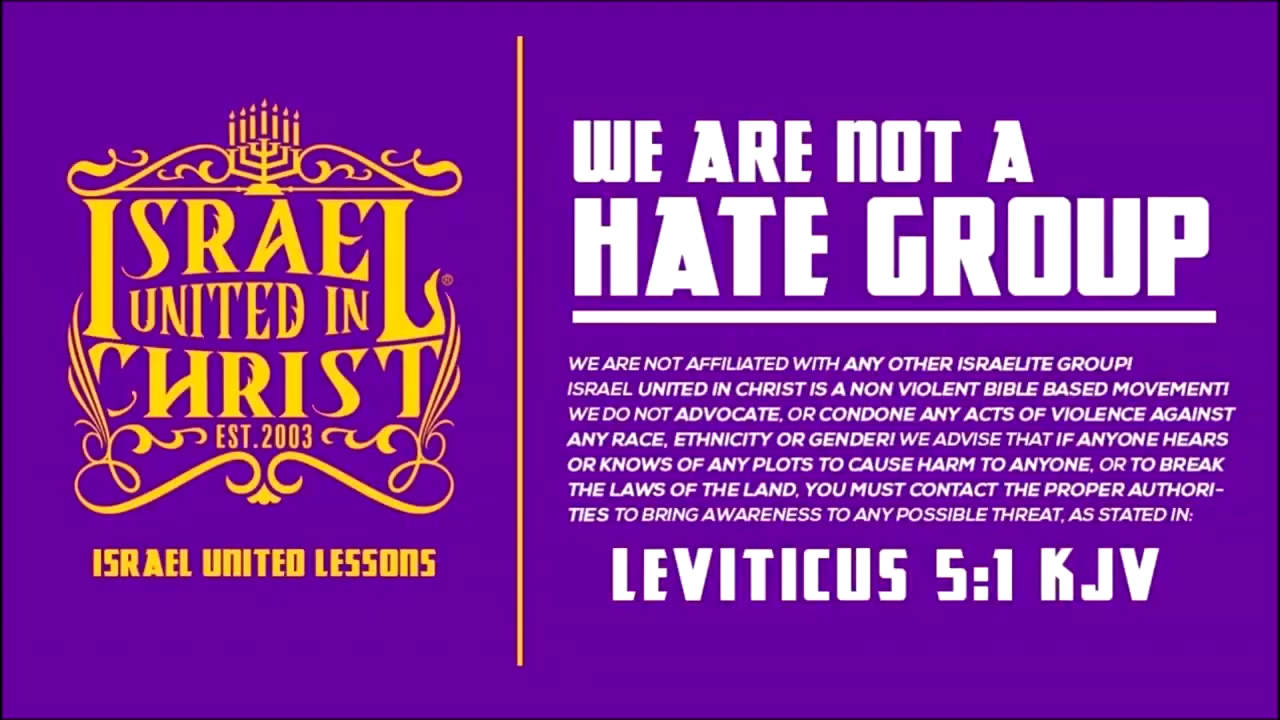 ISRAEL
UNITED IN
CHRIST
®
EST. 2003
ISRAEL UNITED LESSONS
WE ARE NOT A
HATE GROUP
WE ARE NOT AFFILIATED WITH ANY OTHER ISRAELITE GROUP!
ISRAEL UNITED IN CHRIST IS A NON VIOLENT BIBLE BASED MOVEMENT!
WE DO NOT ADVOCATE, OR CONDONE ANY ACTS OF VIOLENCE AGAINST
ANY RACE, ETHNICITY OR GENDER! WE ADVISE THAT IF ANYONE HEARS
OR KNOWS OF ANY PLOTS TO CAUSE HARM TO ANYONE, OR TO BREAK
THE LAWS OF THE LAND, YOU MUST CONTACT THE PROPER AUTHORI-
TIES TO BRING AWARENESS TO ANY POSSIBLE THREAT, AS STATED IN:
LEVITICUS 5:1 KJV